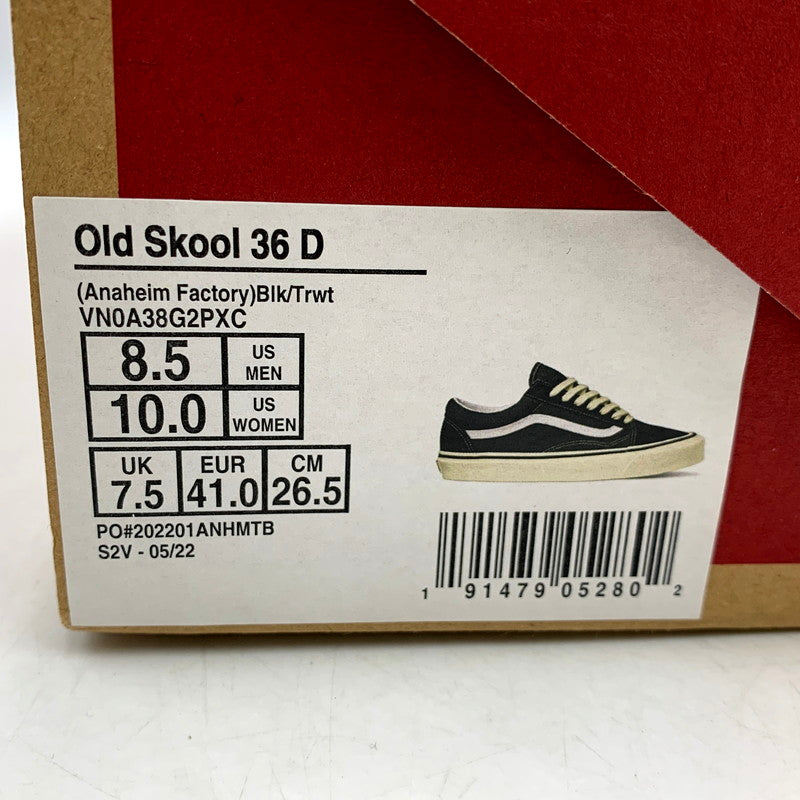 Old Skool 36 D
(Anaheim Factory)Blk/Trwt
VN0A38G2PXC
8.5 US MEN
10.0 US WOMEN
UK EUR CM
7.5 41.0 26.5
PO#202201ANHMTB
S2V - 05/22
1 91479 05280 2